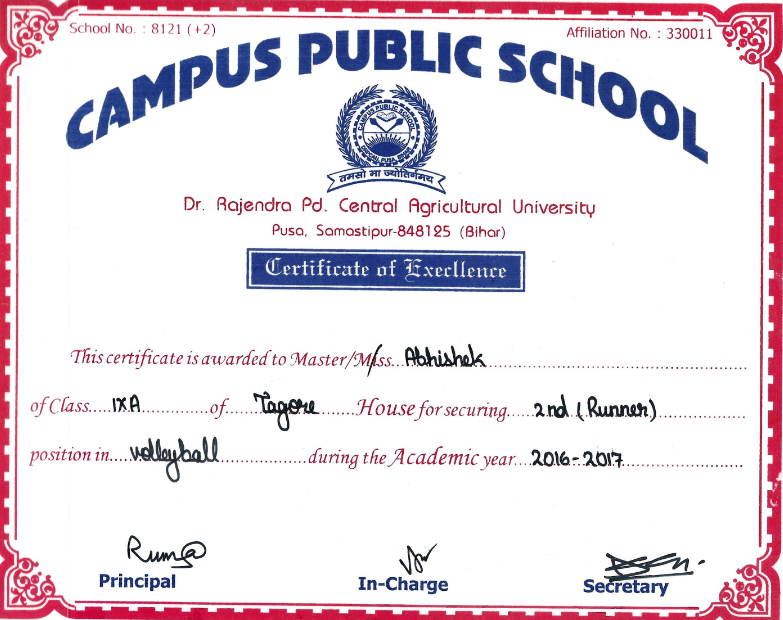 School No. : 8121 (+2)
Affiliation No. : 330011
CAMPUS PUBLIC SCHOOL
CAMPUS PUBLIC SCHOOL
तमसो मा ज्योतिर्गमय
Dr. Rajendra Pd. Central Agricultural University
Pusa, Samastipur-848125 (Bihar)
Certificate of Execllence
This certificate is awarded to Master/Miss Abhishek
of Class....IXA....of....Tagore....House for securing....2nd (Runner)
position in....volleyball....during the Academic year....2016-2017
Principal
In-Charge
Secretary